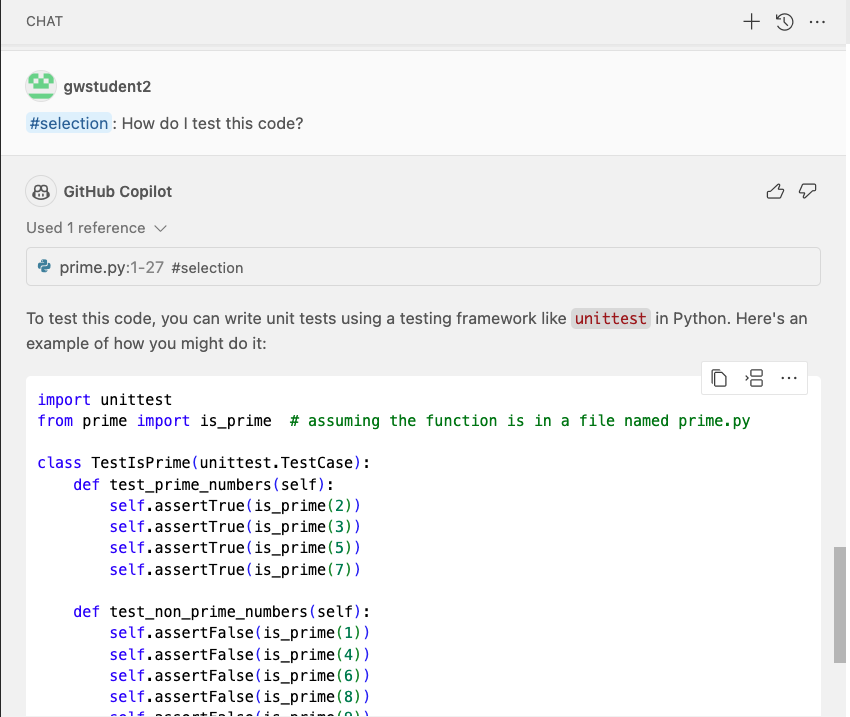 CHAT
gwstudent2
#selection : How do I test this code?
GitHub Copilot
Used 1 reference
prime.py:1-27 #selection
To test this code, you can write unit tests using a testing framework like unittest in Python. Here's an
example of how you might do it:
import unittest
from prime import is_prime  # assuming the function is in a file named prime.py
class TestIsPrime(unittest.TestCase):
    def test_prime_numbers(self):
        self.assertTrue(is_prime(2))
        self.assertTrue(is_prime(3))
        self.assertTrue(is_prime(5))
        self.assertTrue(is_prime(7))
    def test_non_prime_numbers(self):
        self.assertFalse(is_prime(1))
        self.assertFalse(is_prime(4))
        self.assertFalse(is_prime(6))
        self.assertFalse(is_prime(8))